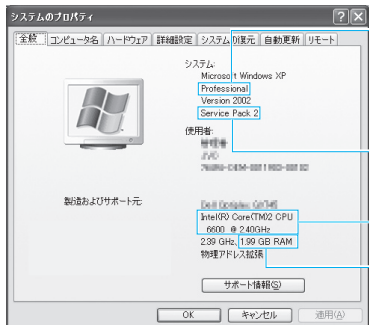 システムのプロパティ
全般 コンピュータ名 ハードウェア 詳細設定 システムの復元 自動更新 リモート
システム:
Microsoft Windows XP
Professional
Version 2002
Service Pack 2
使用者:
製造およびサポート元:
Intel(R) Core(TM)2 CPU
6600 @ 2.40GHz
2.39 GHz、1.99 GB RAM
物理アドレス拡張
サポート情報(S)
OK キャンセル 適用(A)